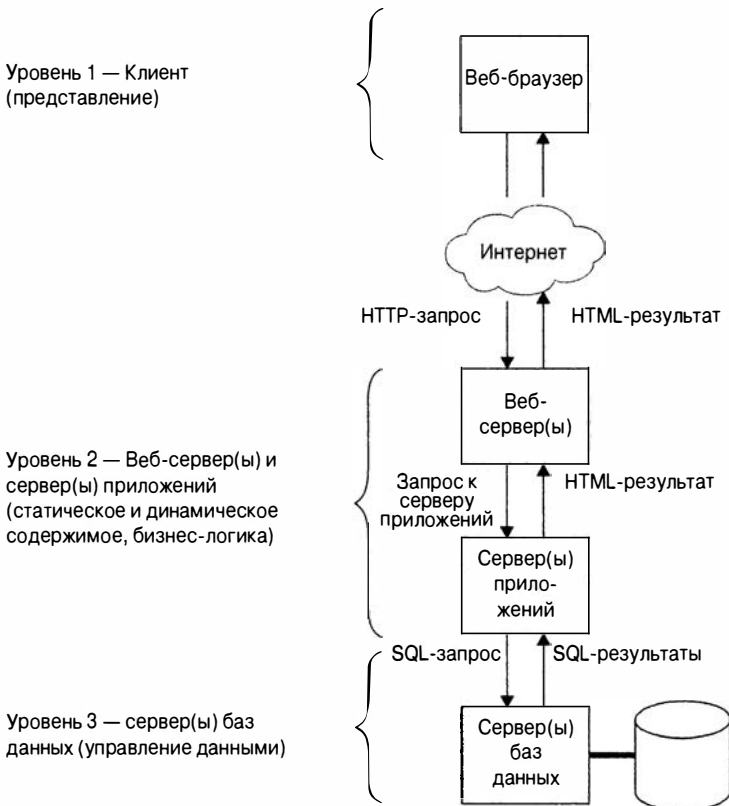 Уровень 1 — Клиент
(представление)
Веб-браузер
Интернет
HTTP-запрос
HTML-результат
Веб-
сервер(ы)
Уровень 2 — Веб-сервер(ы) и
сервер(ы) приложений
(статическое и динамическое
содержимое, бизнес-логика)
Запрос к
серверу
приложений
HTML-результат
Сервер(ы)
прило-
жений
SQL-запрос
SQL-результаты
Уровень 3 — сервер(ы) баз
данных (управление данными)
Сервер(ы)
баз
данных